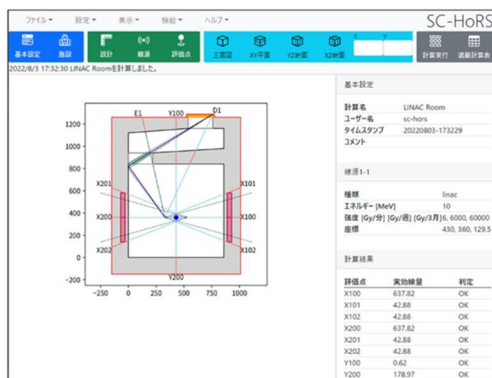 ファイル 設定 表示 機能 ヘルプ
SC-HoRS
基本設定 施設 設計 線源 評価点 三面図 XY平面 YZ断面 XZ断面 x y 計算実行 遮蔽計算表
2022/8/3 17:32:30 LINAC Roomを計算しました。
基本設定
計算名 LINAC Room
ユーザー名 sc-hors
タイムスタンプ 20220803-173229
コメント
線源1-1
種類 linac
エネルギー [MeV] 10
強度 [Gy/分] [Gy/週] [Gy/3月] 6, 6000, 60000
座標 430, 360, 129.5
計算結果
評価点 実効線量 判定
X100 637.82 OK
X101 42.88 OK
X102 42.88 OK
X200 637.82 OK
X201 42.88 OK
X202 42.88 OK
Y100 0.62 OK
Y200 178.97 OK
E1 Y100 D1
1200
1000
800
X201 X101
600
400
X200 X100
200
X202 X102
0
Y200
-200
-250 0 250 500 750 1000